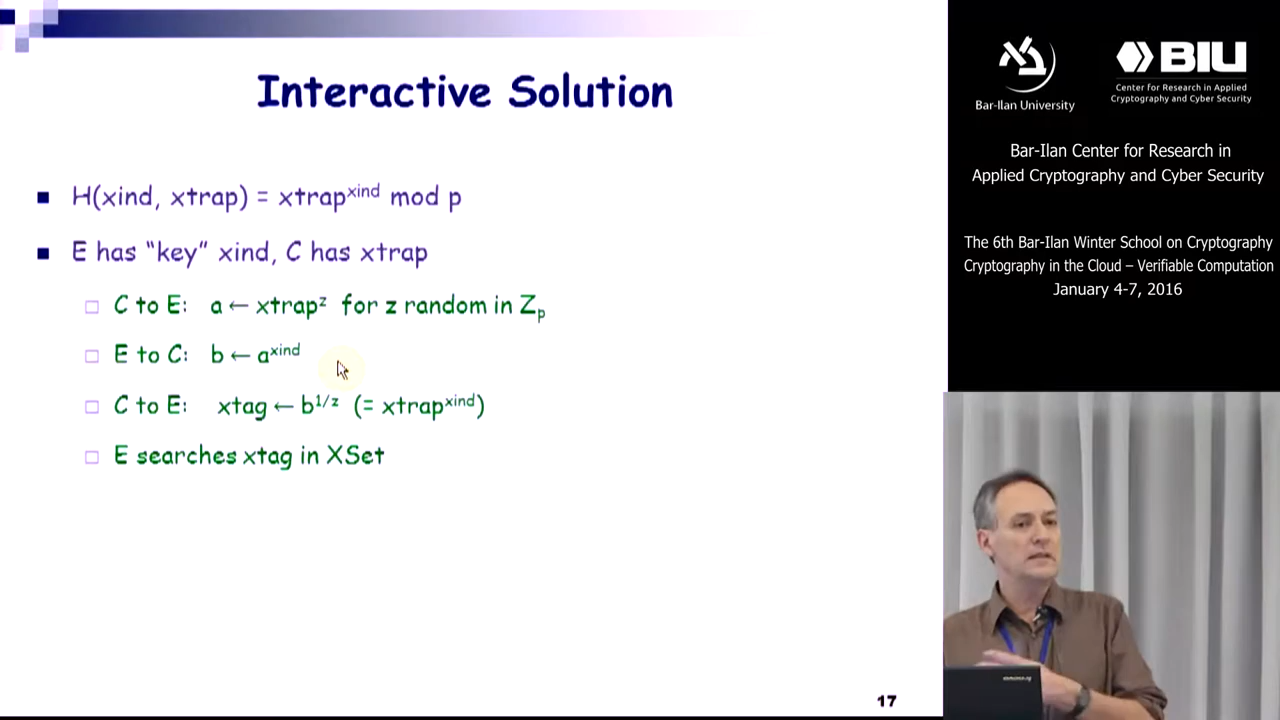 Interactive Solution
H(xind, xtrap) = xtrap^xind mod p
E has “key” xind, C has xtrap
C to E: a ← xtrap^z for z random in Z_p
E to C: b ← a^xind
C to E: xtag ← b^1/z (= xtrap^xind)
E searches xtag in XSet
17
Bar-Ilan University
BIU
Center for Research in Applied
Cryptography and Cyber Security
Bar-Ilan Center for Research in
Applied Cryptography and Cyber Security
The 6th Bar-Ilan Winter School on Cryptography
Cryptography in the Cloud – Verifiable Computation
January 4-7, 2016